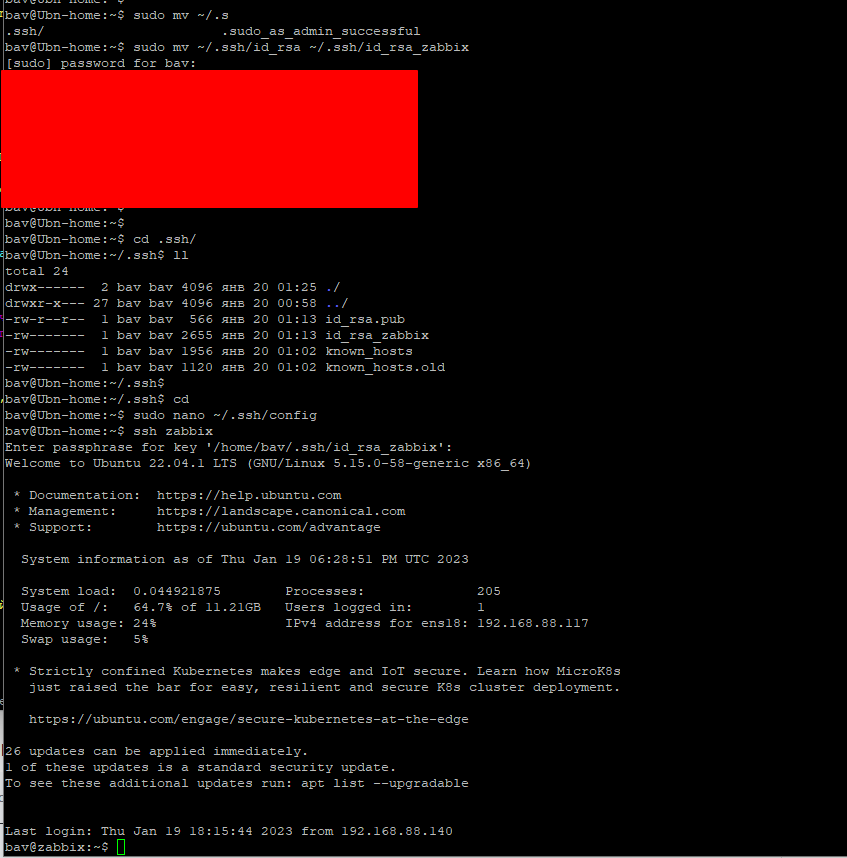 bav@Ubn-home:~$
bav@Ubn-home:~$ sudo mv ~/.s
.ssh/                      .sudo_as_admin_successful
bav@Ubn-home:~$ sudo mv ~/.ssh/id_rsa ~/.ssh/id_rsa_zabbix
[sudo] password for bav:
bav@Ubn-home:~$
bav@Ubn-home:~$
bav@Ubn-home:~$ cd .ssh/
bav@Ubn-home:~/.ssh$ ll
total 24
drwx------  2 bav bav 4096 янв 20 01:25 ./
drwxr-x--- 27 bav bav 4096 янв 20 00:58 ../
-rw-r--r--  1 bav bav  566 янв 20 01:13 id_rsa.pub
-rw-------  1 bav bav 2655 янв 20 01:13 id_rsa_zabbix
-rw-------  1 bav bav 1956 янв 20 01:02 known_hosts
-rw-------  1 bav bav 1120 янв 20 01:02 known_hosts.old
bav@Ubn-home:~/.ssh$
bav@Ubn-home:~/.ssh$ cd
bav@Ubn-home:~$ sudo nano ~/.ssh/config
bav@Ubn-home:~$ ssh zabbix
Enter passphrase for key '/home/bav/.ssh/id_rsa_zabbix':
Welcome to Ubuntu 22.04.1 LTS (GNU/Linux 5.15.0-58-generic x86_64)

 * Documentation:  https://help.ubuntu.com
 * Management:     https://landscape.canonical.com
 * Support:        https://ubuntu.com/advantage

  System information as of Thu Jan 19 06:28:51 PM UTC 2023

  System load:  0.044921875        Processes:              205
  Usage of /:   64.7% of 11.21GB   Users logged in:        1
  Memory usage: 24%                IPv4 address for ens18: 192.168.88.117
  Swap usage:   5%

 * Strictly confined Kubernetes makes edge and IoT secure. Learn how MicroK8s
   just raised the bar for easy, resilient and secure K8s cluster deployment.

   https://ubuntu.com/engage/secure-kubernetes-at-the-edge

26 updates can be applied immediately.
1 of these updates is a standard security update.
To see these additional updates run: apt list --upgradable

Last login: Thu Jan 19 18:15:44 2023 from 192.168.88.140
bav@zabbix:~$